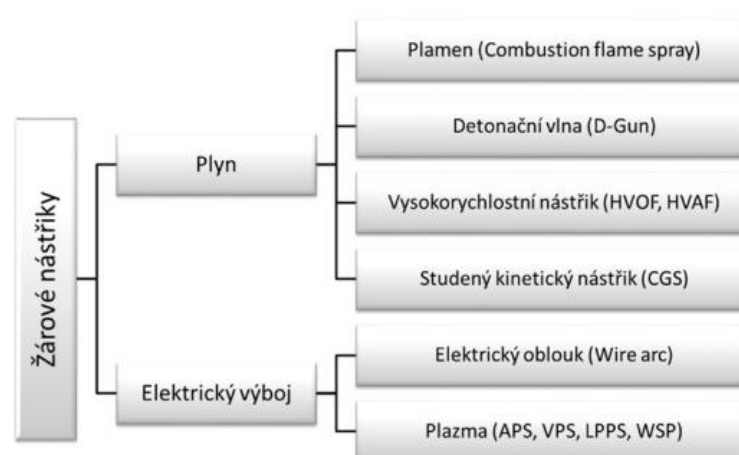 Žárové nástřiky
Plyn
Plamen (Combustion flame spray)
Detonační vlna (D-Gun)
Vysokorychlostní nástřik (HVOF, HVAF)
Studený kinetický nástřik (CGS)
Elektrický výboj
Elektrický oblouk (Wire arc)
Plazma (APS, VPS, LPPS, WSP)